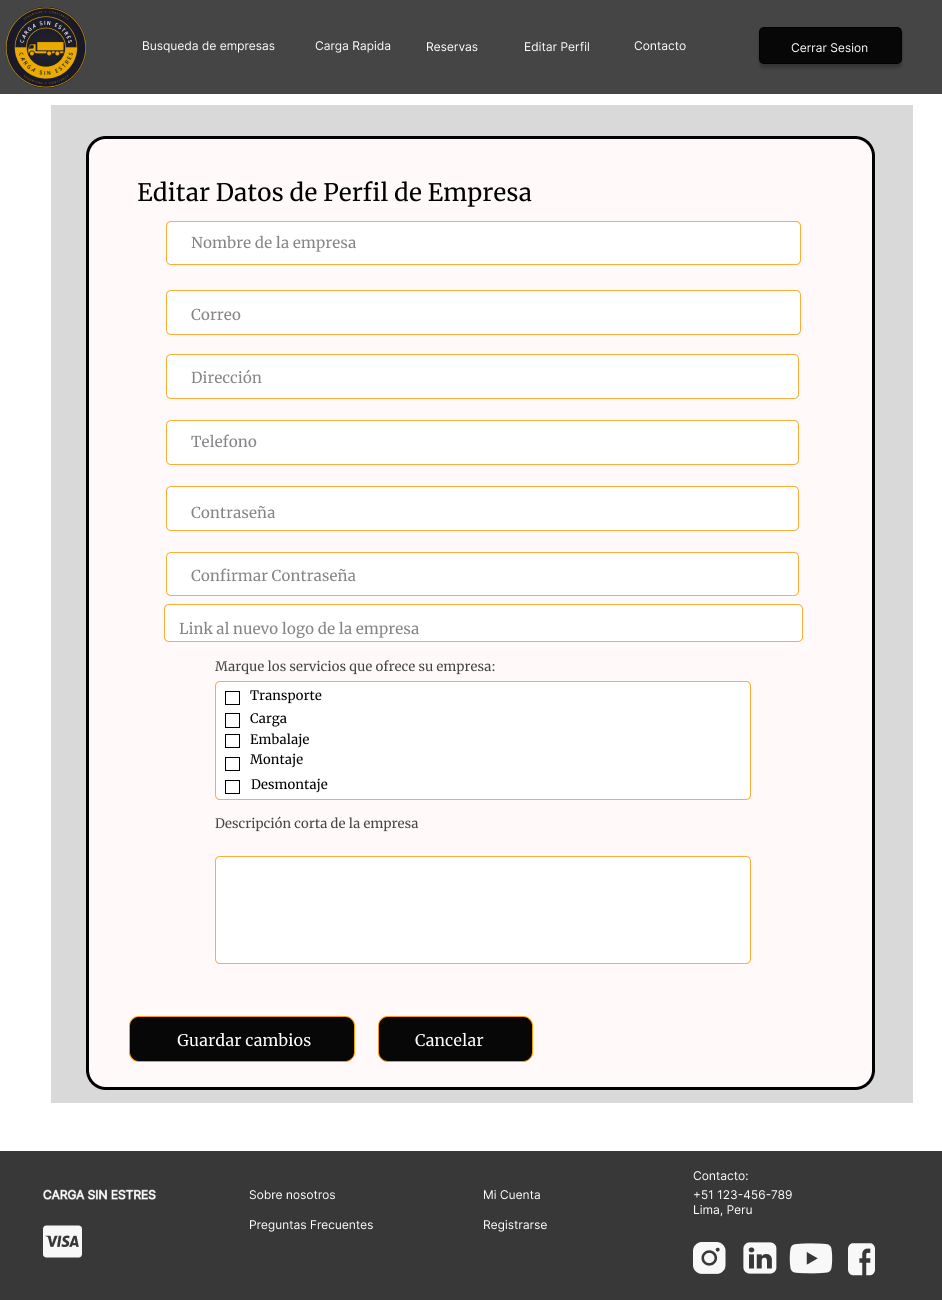 CARGA SIN ESTRES
CARGA SIN ESTRES
Busqueda de empresas
Carga Rapida
Reservas
Editar Perfil
Contacto
Cerrar Sesion
Editar Datos de Perfil de Empresa
Nombre de la empresa
Correo
Dirección
Telefono
Contraseña
Confirmar Contraseña
Link al nuevo logo de la empresa
Marque los servicios que ofrece su empresa:
Transporte
Carga
Embalaje
Montaje
Desmontaje
Descripción corta de la empresa
Guardar cambios
Cancelar
CARGA SIN ESTRES
VISA
Sobre nosotros
Preguntas Frecuentes
Mi Cuenta
Registrarse
Contacto:
+51 123-456-789
Lima, Peru
in